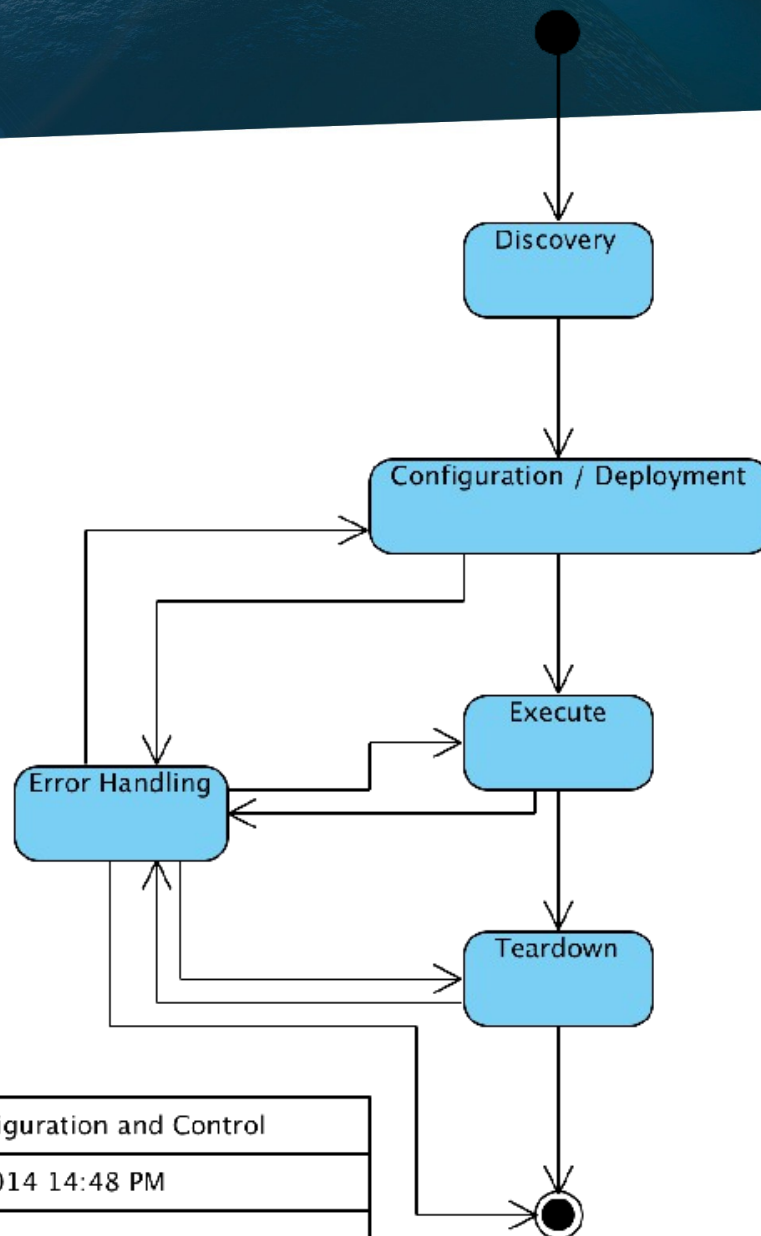 Discovery
Configuration / Deployment
Execute
Error Handling
Teardown
iguration and Control
014 14:48 PM